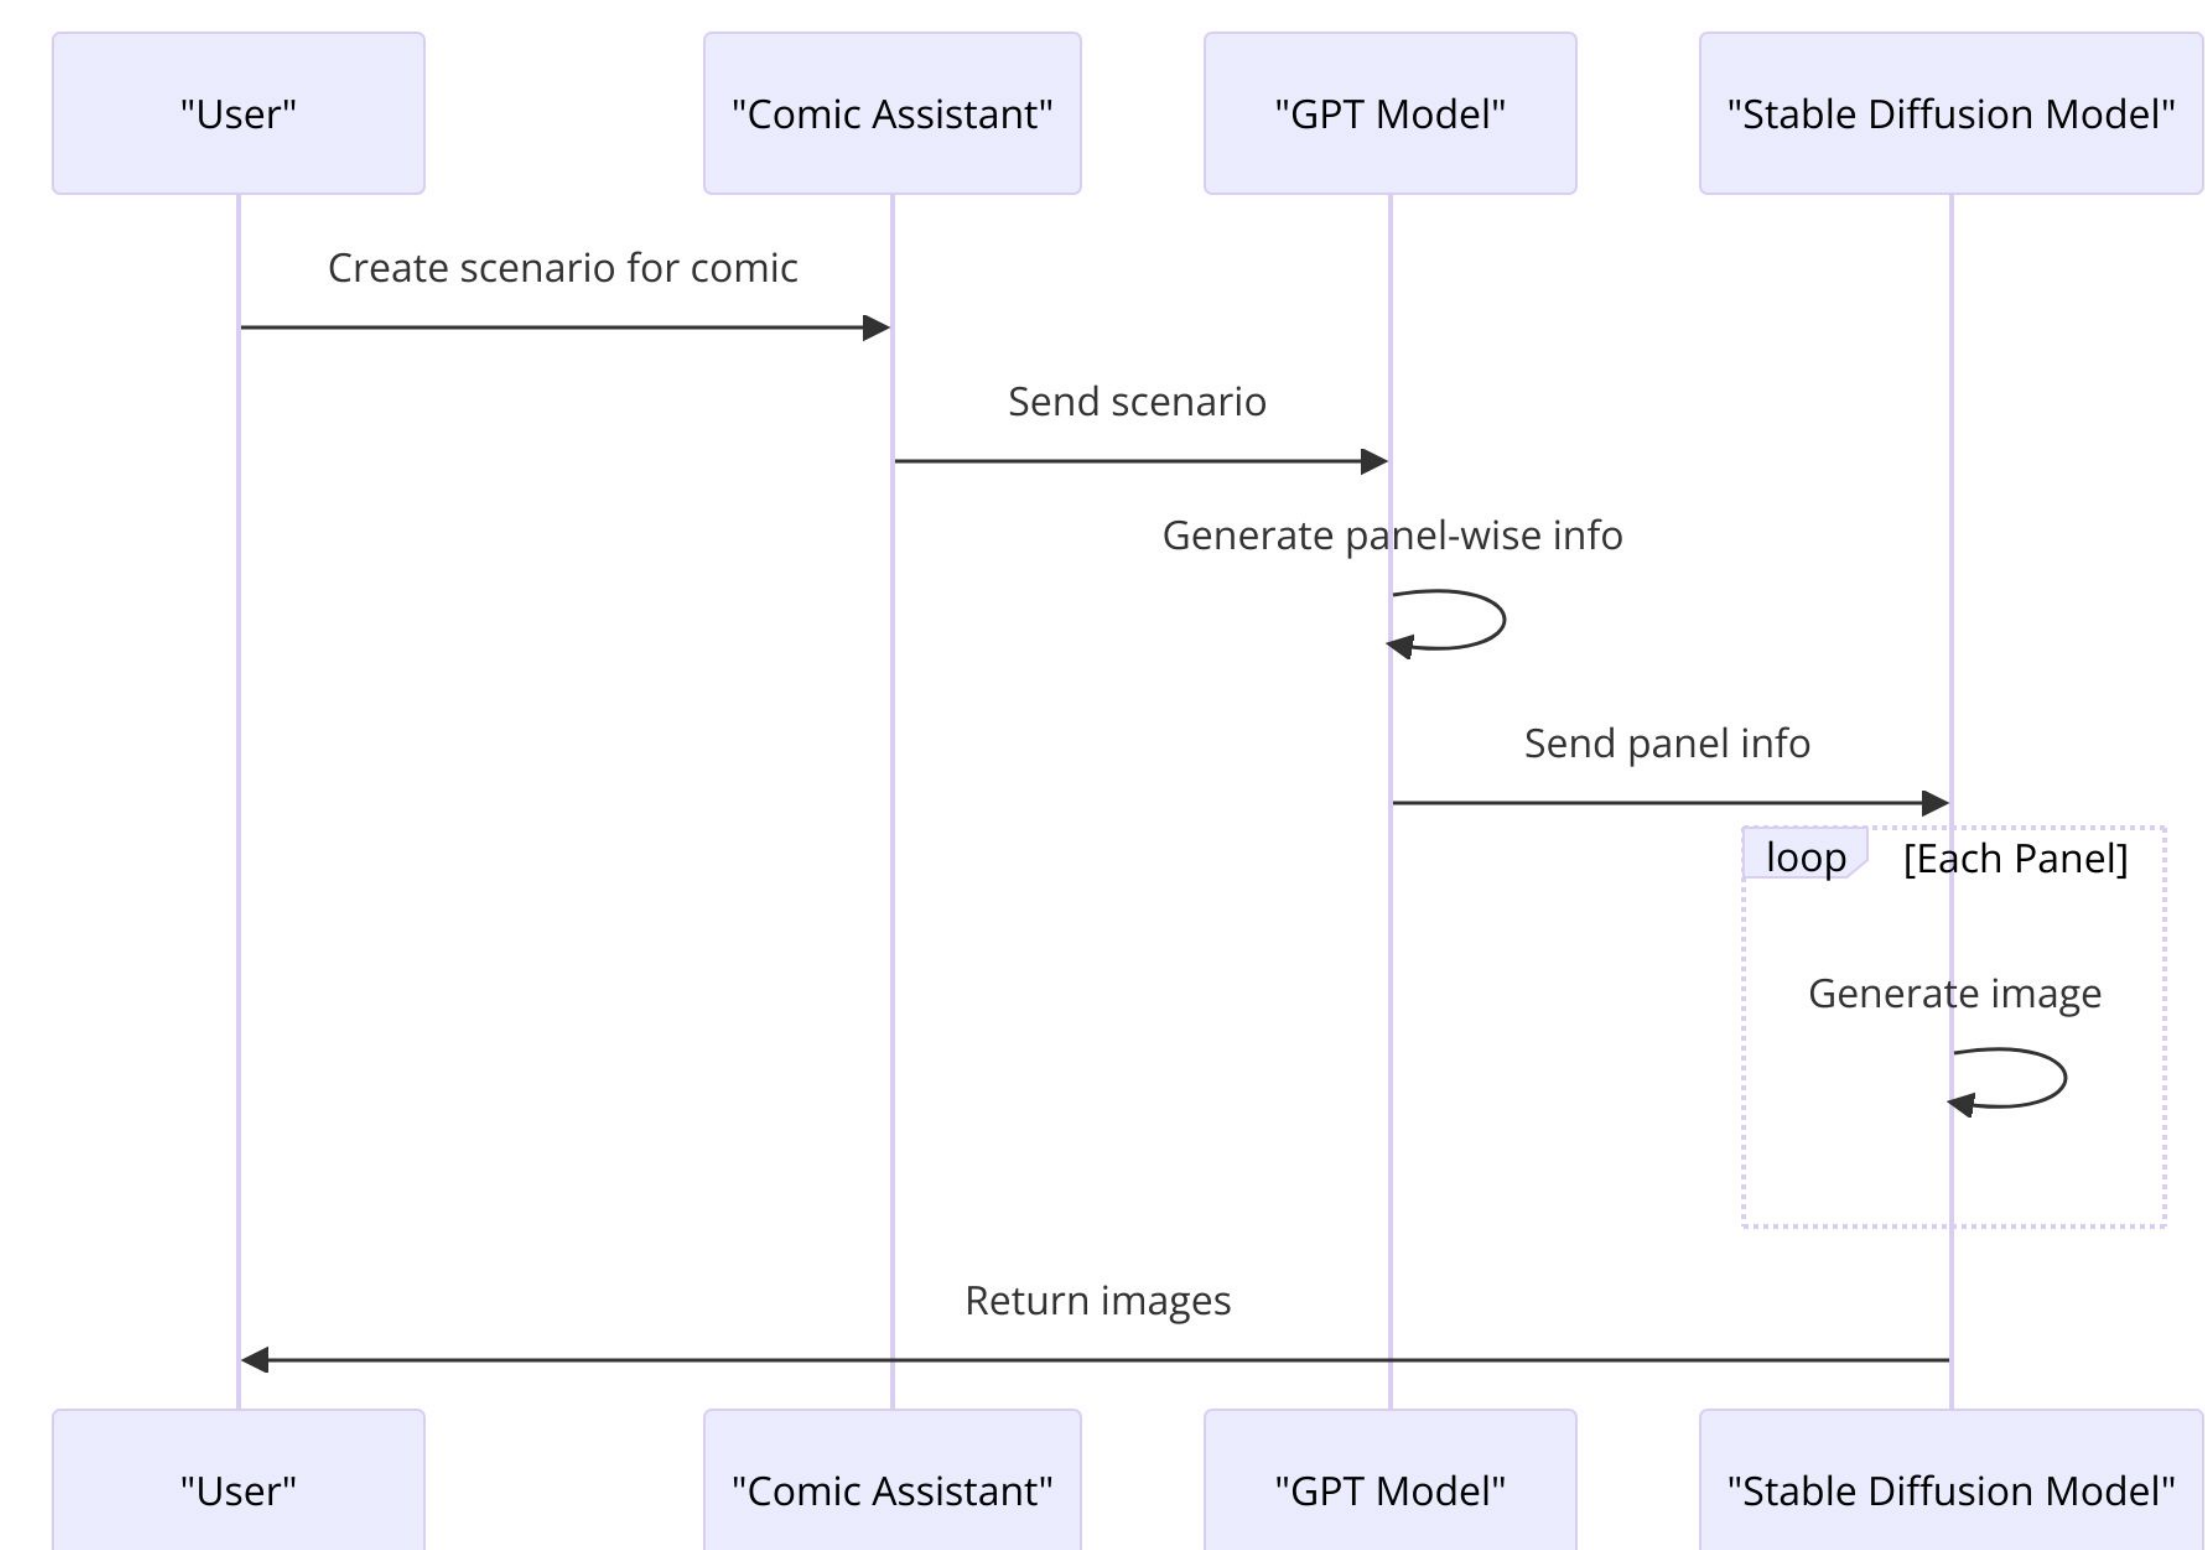 "User"
"Comic Assistant"
"GPT Model"
"Stable Diffusion Model"
Create scenario for comic
Send scenario
Generate panel-wise info
Send panel info
loop
[Each Panel]
Generate image
Return images
"User"
"Comic Assistant"
"GPT Model"
"Stable Diffusion Model"